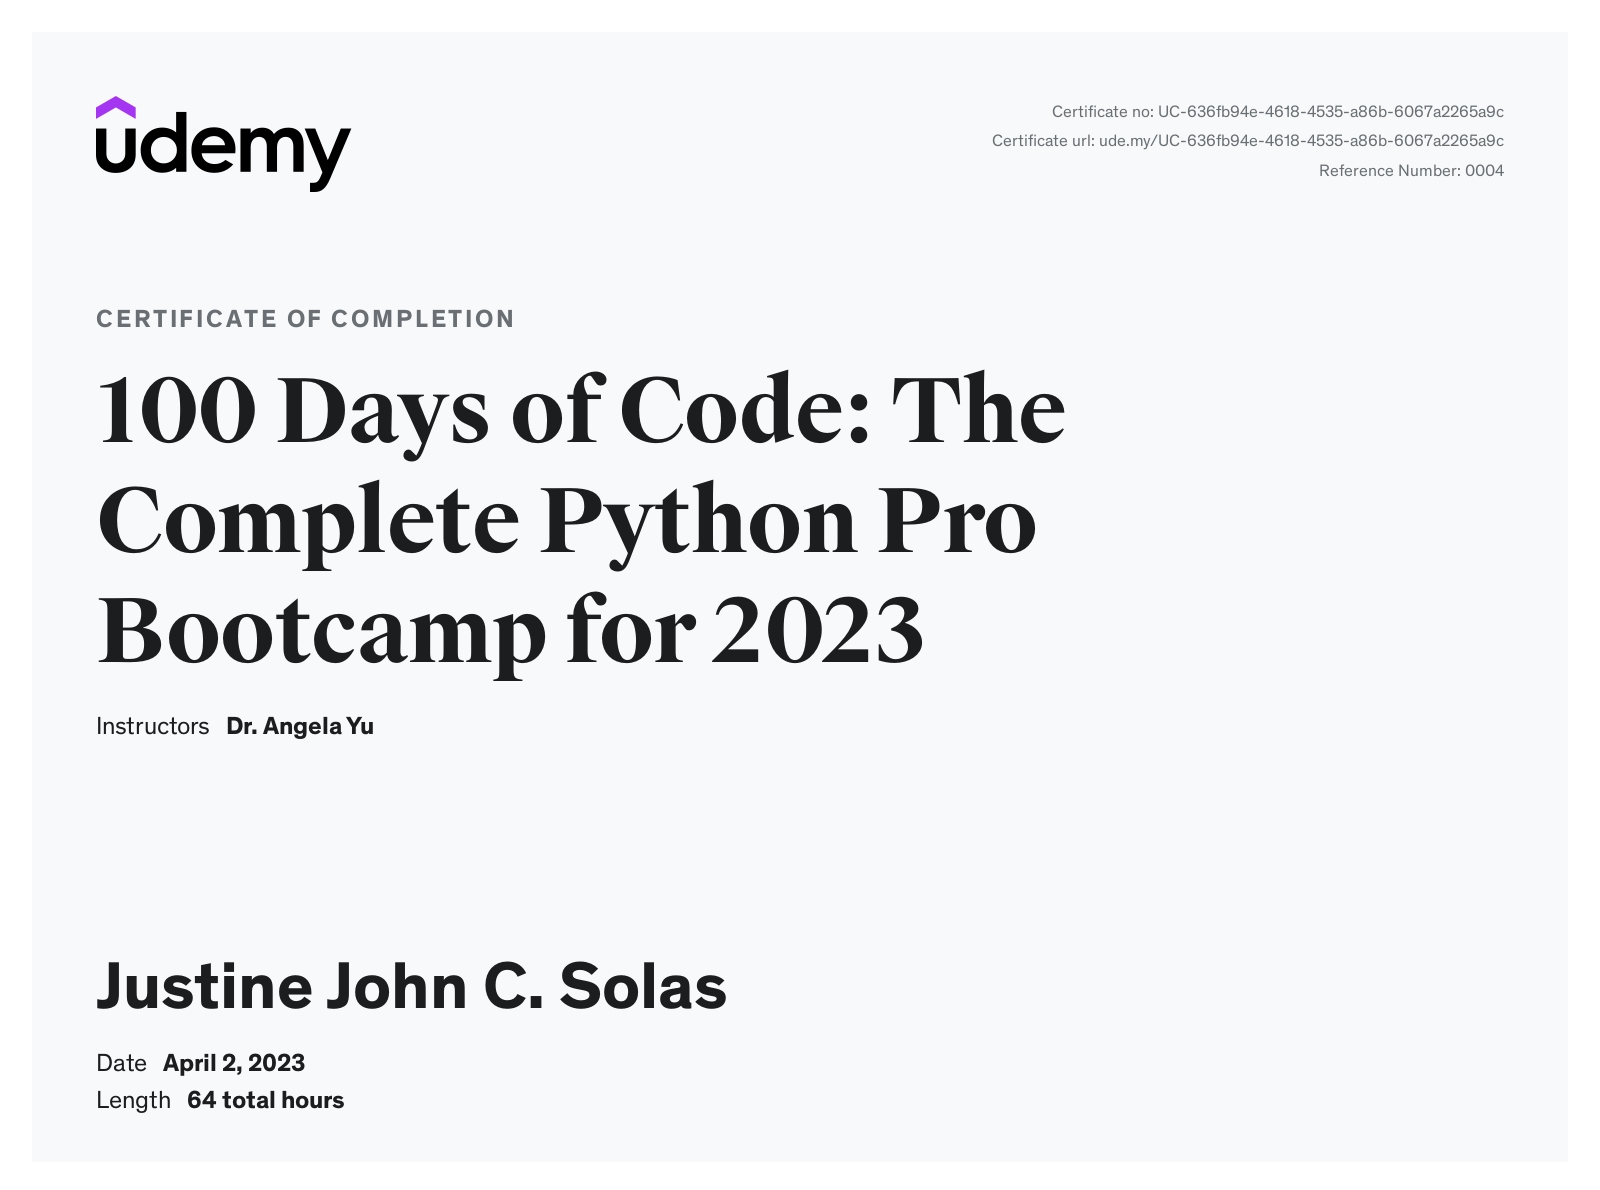 udemy
Certificate no: UC-636fb94e-4618-4535-a86b-6067a2265a9c
Certificate url: ude.my/UC-636fb94e-4618-4535-a86b-6067a2265a9c
Reference Number: 0004
CERTIFICATE OF COMPLETION
100 Days of Code: The
Complete Python Pro
Bootcamp for 2023
Instructors Dr. Angela Yu
Justine John C. Solas
Date April 2, 2023
Length 64 total hours